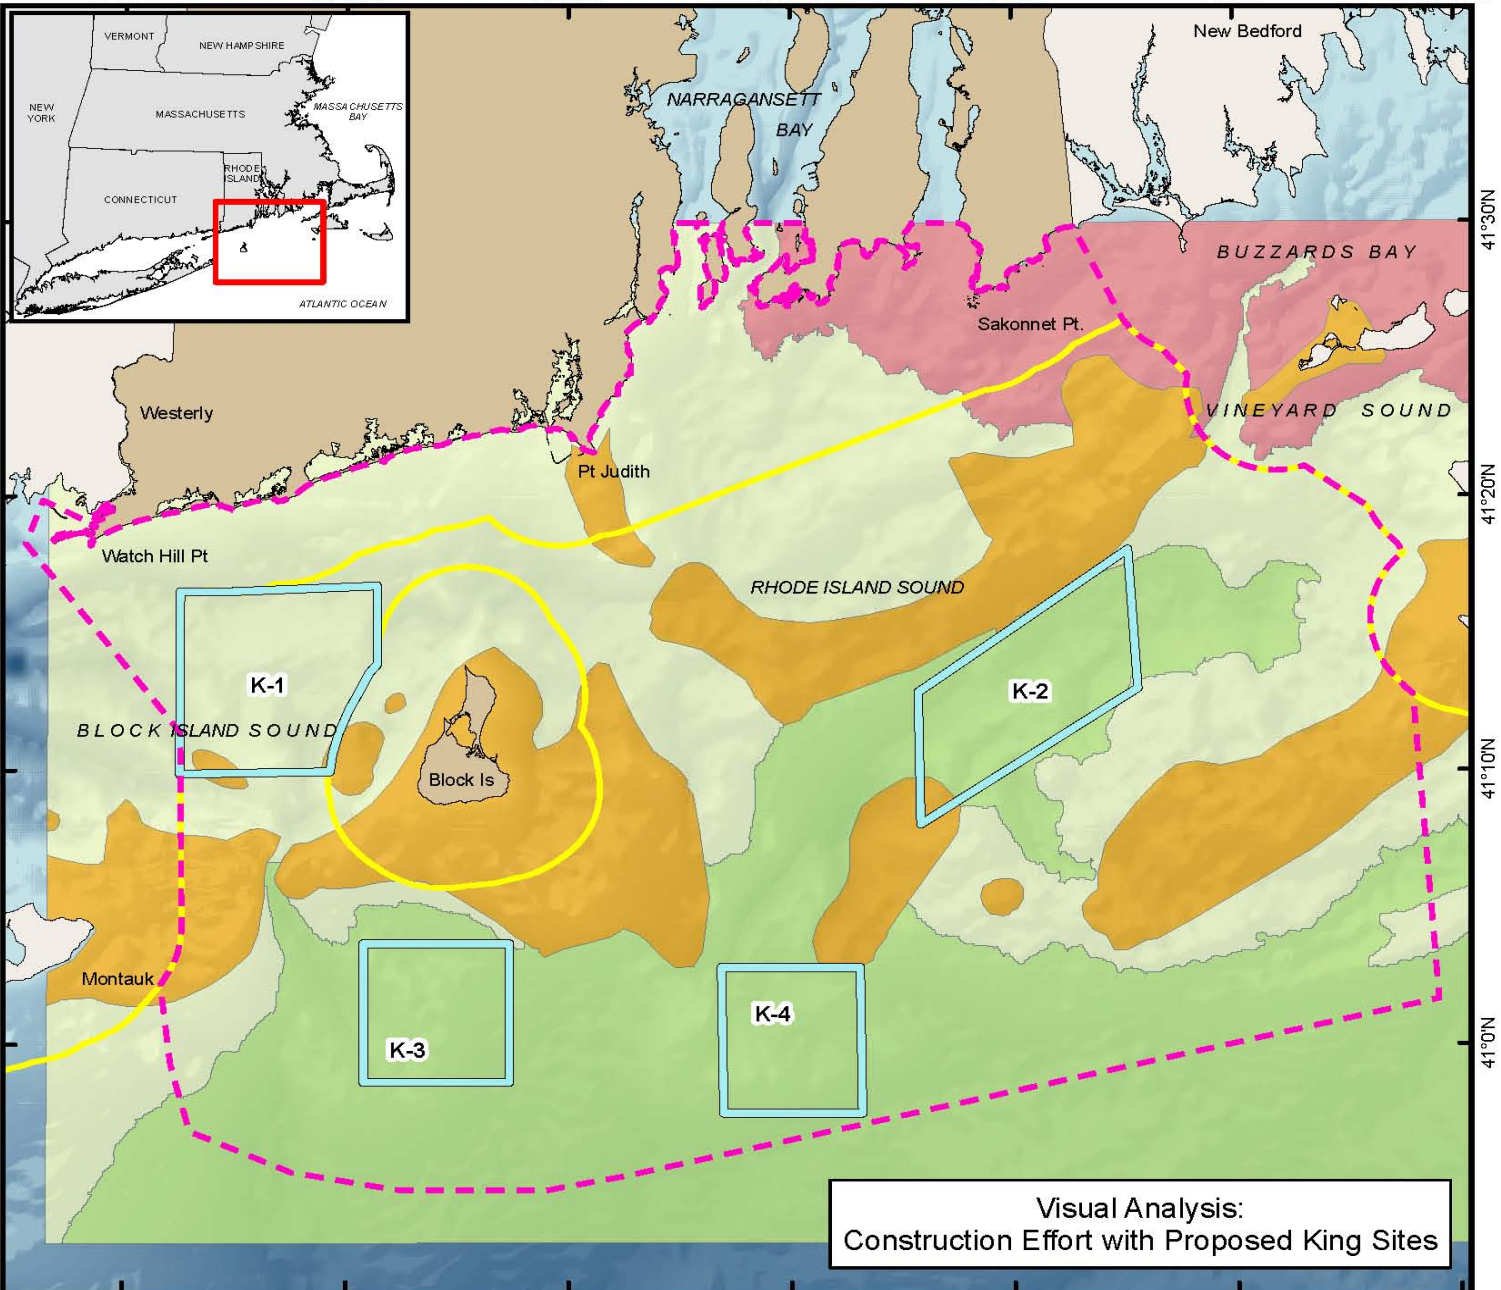 VERMONT
NEW HAMPSHIRE
NEW
YORK
MASSACHUSETTS
MASSACHUSETTS
BAY
RHODE
ISLAND
CONNECTICUT
ATLANTIC OCEAN
New Bedford
NARRAGANSETT
BAY
41°30'N
BUZZARDS BAY
Sakonnet Pt.
Westerly
VINEYARD SOUND
Pt Judith
41°20'N
Watch Hill Pt
RHODE ISLAND SOUND
K-1
K-2
BLOCK ISLAND SOUND
Block Is
41°10'N
Montauk
K-3
K-4
41°0'N
Visual Analysis:
Construction Effort with Proposed King Sites